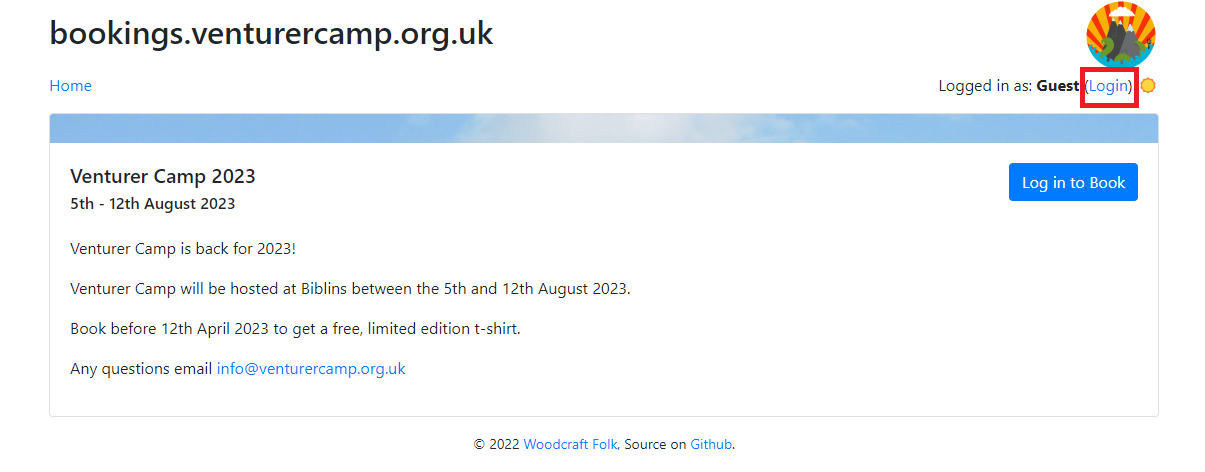 bookings.venturercamp.org.uk
Home
Logged in as: Guest (Login)
Venturer Camp 2023
Log in to Book
5th - 12th August 2023
Venturer Camp is back for 2023!
Venturer Camp will be hosted at Biblins between the 5th and 12th August 2023.
Book before 12th April 2023 to get a free, limited edition t-shirt.
Any questions email info@venturercamp.org.uk
© 2022 Woodcraft Folk, Source on Github.